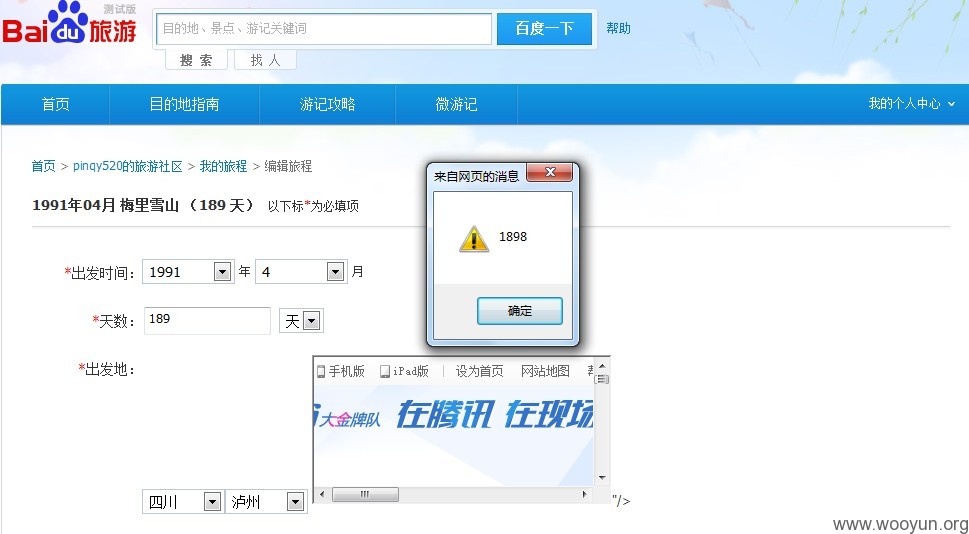 测试版
Bai du 旅游
目的地、景点、游记关键词
百度一下
帮助
搜 索
找 人
首页
目的地指南
游记攻略
微游记
我的个人中心
首页 > pinqy520的旅游社区 > 我的旅程 > 编辑旅程
1991年04月 梅里雪山 （189 天） 以下标*为必填项
来自网页的消息
1898
确定
*出发时间： 1991 年 4 月
*天数： 189 天
*出发地：
手机版 iPad版 设为首页 网站地图
大金牌队 在腾讯 在现场
四川 泸州
"/>
www.wooyun.org